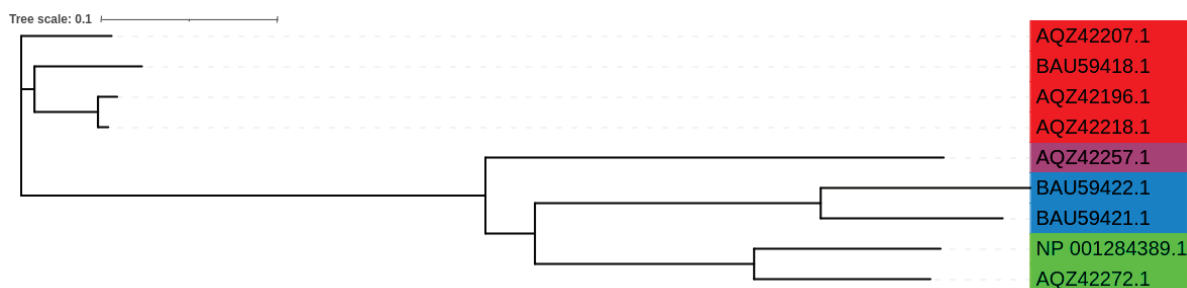 Tree scale: 0.1
AQZ42207.1
BAU59418.1
AQZ42196.1
AQZ42218.1
AQZ42257.1
BAU59422.1
BAU59421.1
NP 001284389.1
AQZ42272.1